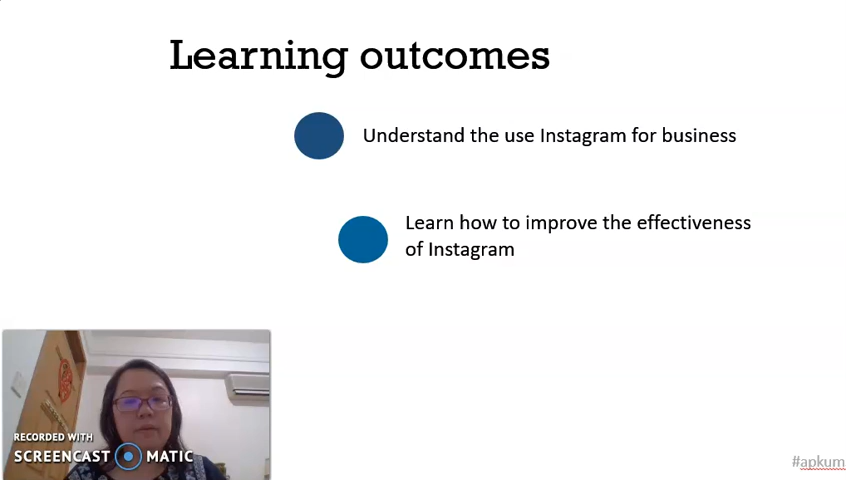 Learning outcomes
Understand the use Instagram for business
Learn how to improve the effectiveness
of Instagram
RECORDED WITH
SCREENCAST MATIC
#apkum